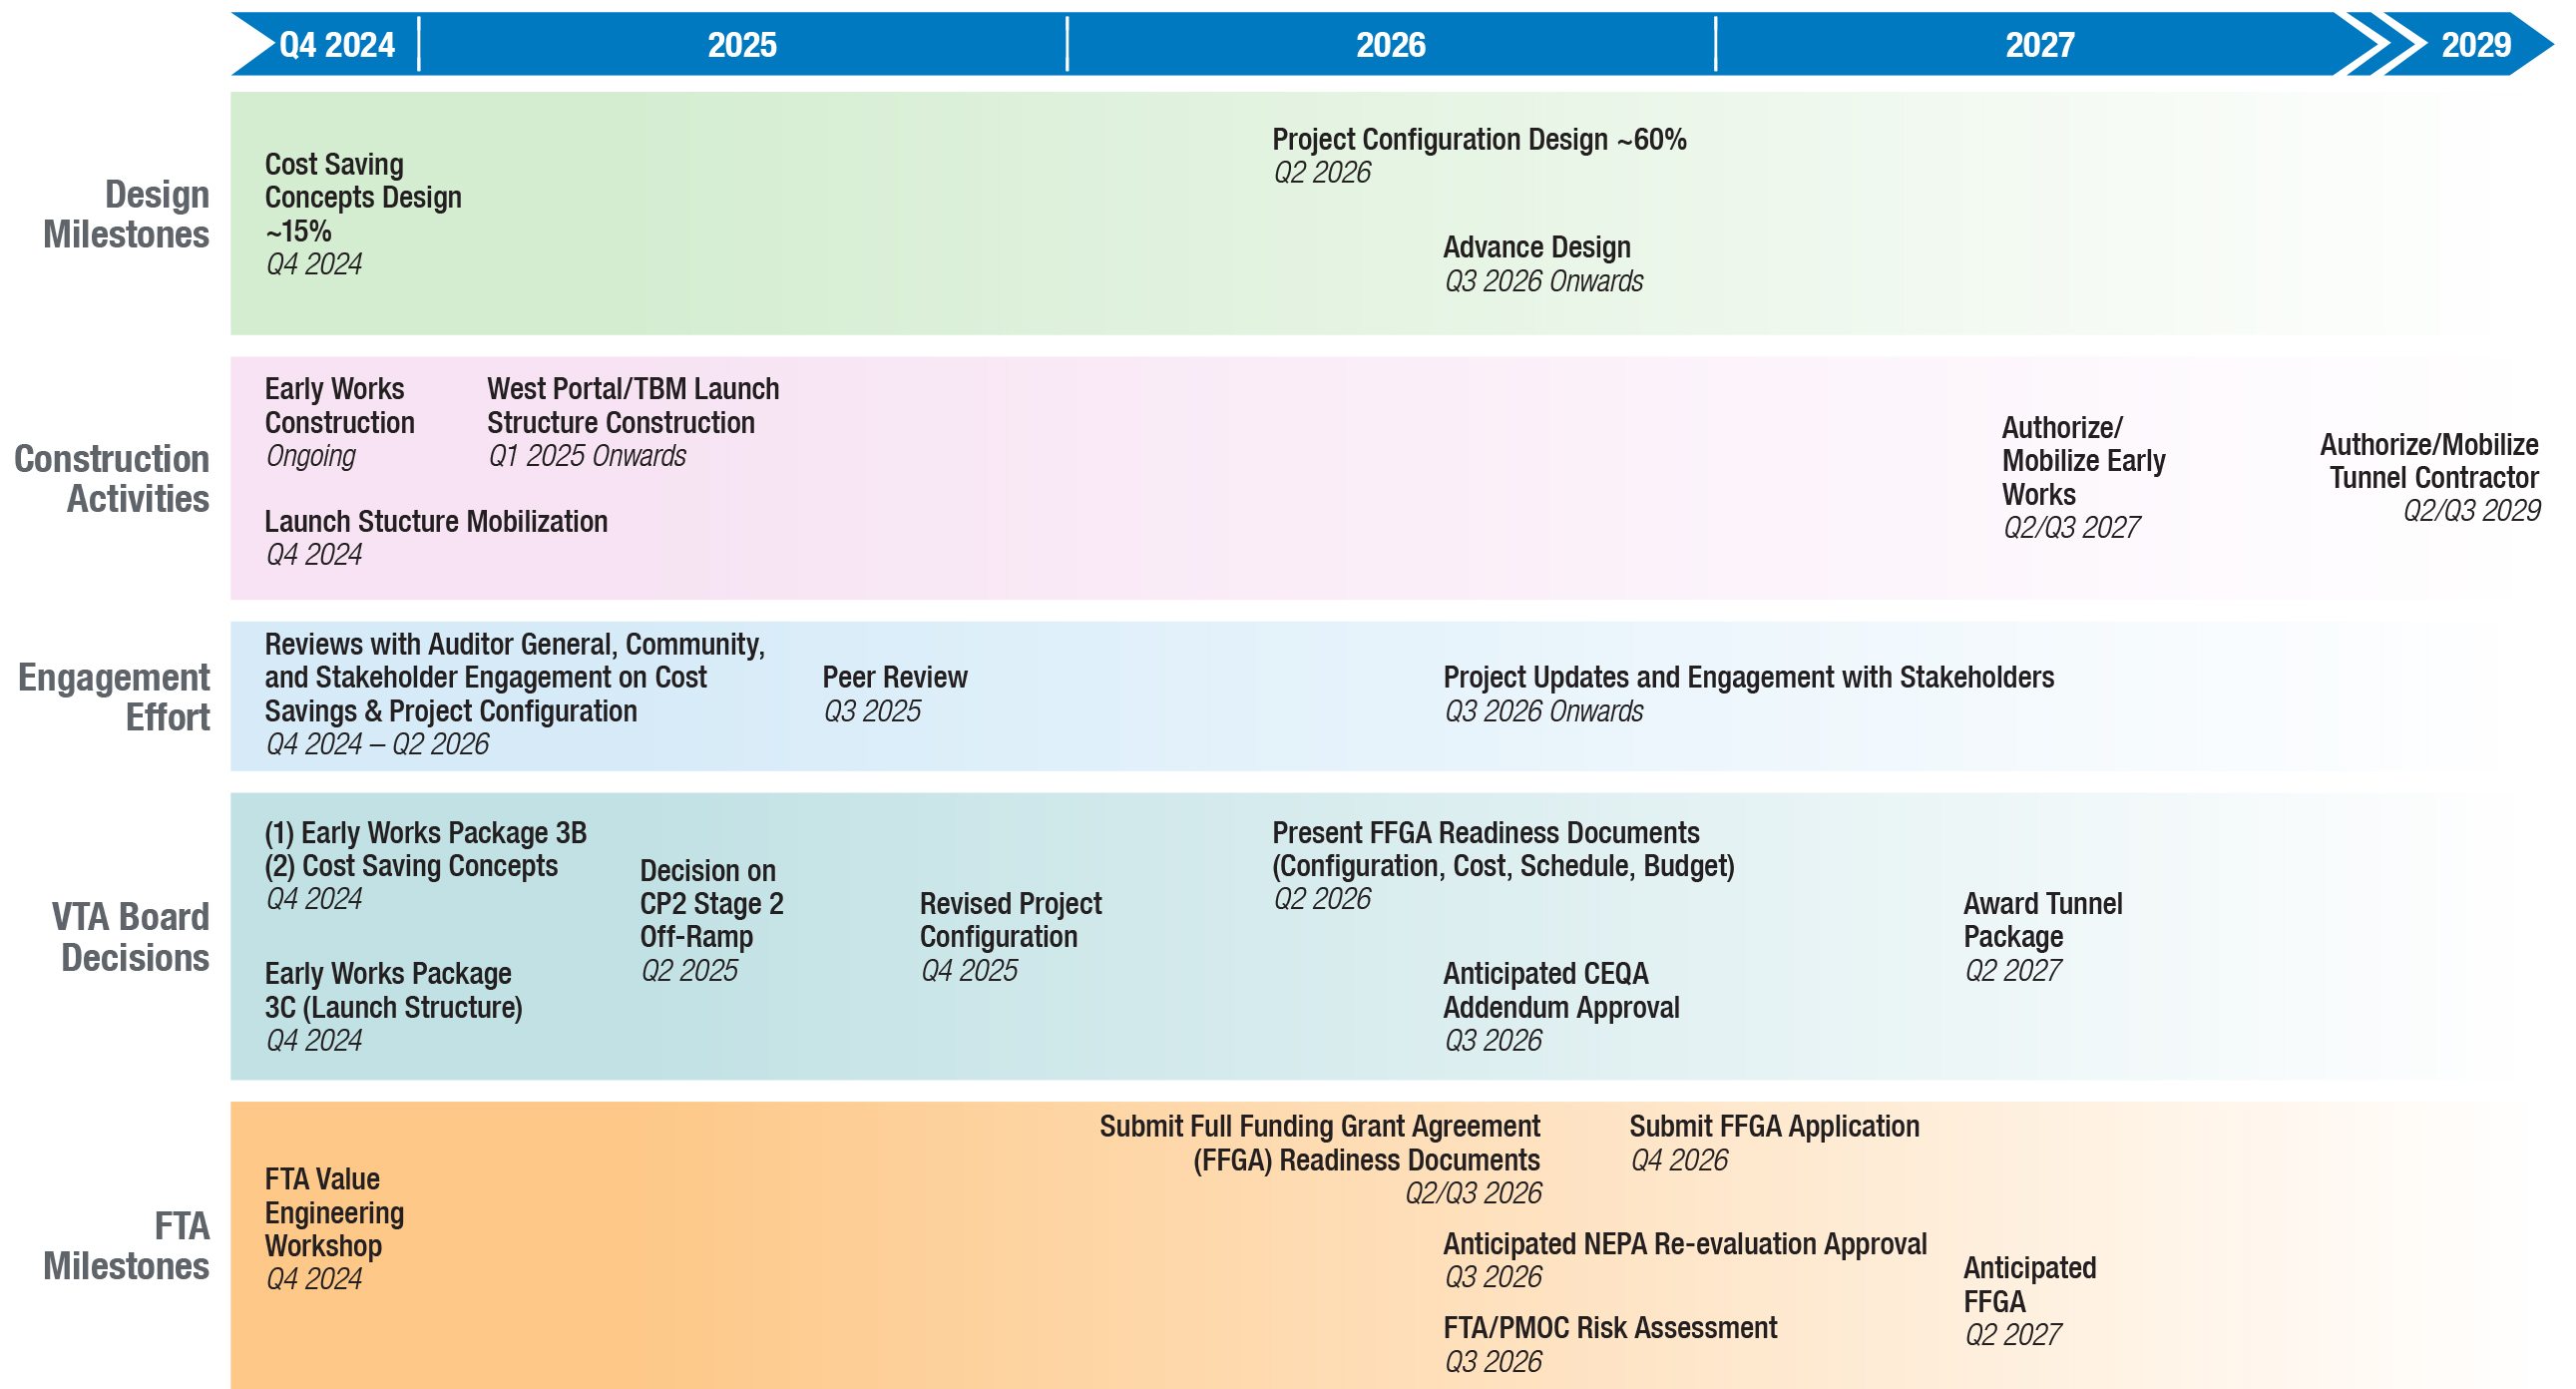 Q4 2024
2025
2026
2027
2029
Design
Milestones
Cost Saving
Concepts Design
~15%
Q4 2024
Project Configuration Design ~60%
Q2 2026
Advance Design
Q3 2026 Onwards
Construction
Activities
Early Works
Construction
Ongoing
West Portal/TBM Launch
Structure Construction
Q1 2025 Onwards
Launch Stucture Mobilization
Q4 2024
Authorize/
Mobilize Early
Works
Q2/Q3 2027
Authorize/Mobilize
Tunnel Contractor
Q2/Q3 2029
Engagement
Effort
Reviews with Auditor General, Community,
and Stakeholder Engagement on Cost
Savings & Project Configuration
Q4 2024 – Q2 2026
Peer Review
Q3 2025
Project Updates and Engagement with Stakeholders
Q3 2026 Onwards
VTA Board
Decisions
(1) Early Works Package 3B
(2) Cost Saving Concepts
Q4 2024
Early Works Package
3C (Launch Structure)
Q4 2024
Decision on
CP2 Stage 2
Off-Ramp
Q2 2025
Revised Project
Configuration
Q4 2025
Present FFGA Readiness Documents
(Configuration, Cost, Schedule, Budget)
Q2 2026
Anticipated CEQA
Addendum Approval
Q3 2026
Award Tunnel
Package
Q2 2027
FTA
Milestones
FTA Value
Engineering
Workshop
Q4 2024
Submit Full Funding Grant Agreement
(FFGA) Readiness Documents
Q2/Q3 2026
Submit FFGA Application
Q4 2026
Anticipated NEPA Re-evaluation Approval
Q3 2026
FTA/PMOC Risk Assessment
Q3 2026
Anticipated
FFGA
Q2 2027